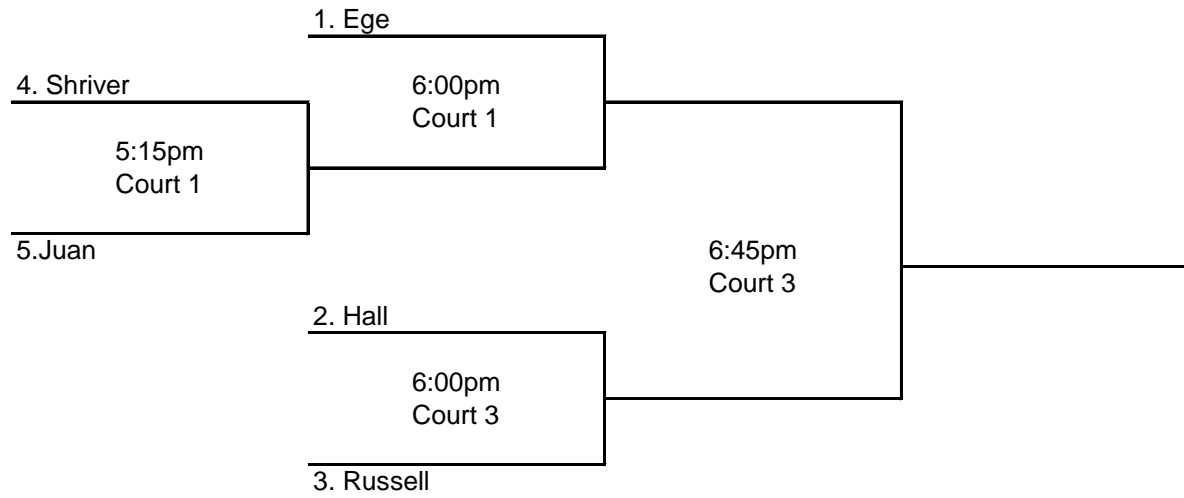 1. Ege
4. Shriver
6:00pm
Court 1
5:15pm
Court 1
5.Juan
6:45pm
Court 3
2. Hall
6:00pm
Court 3
3. Russell